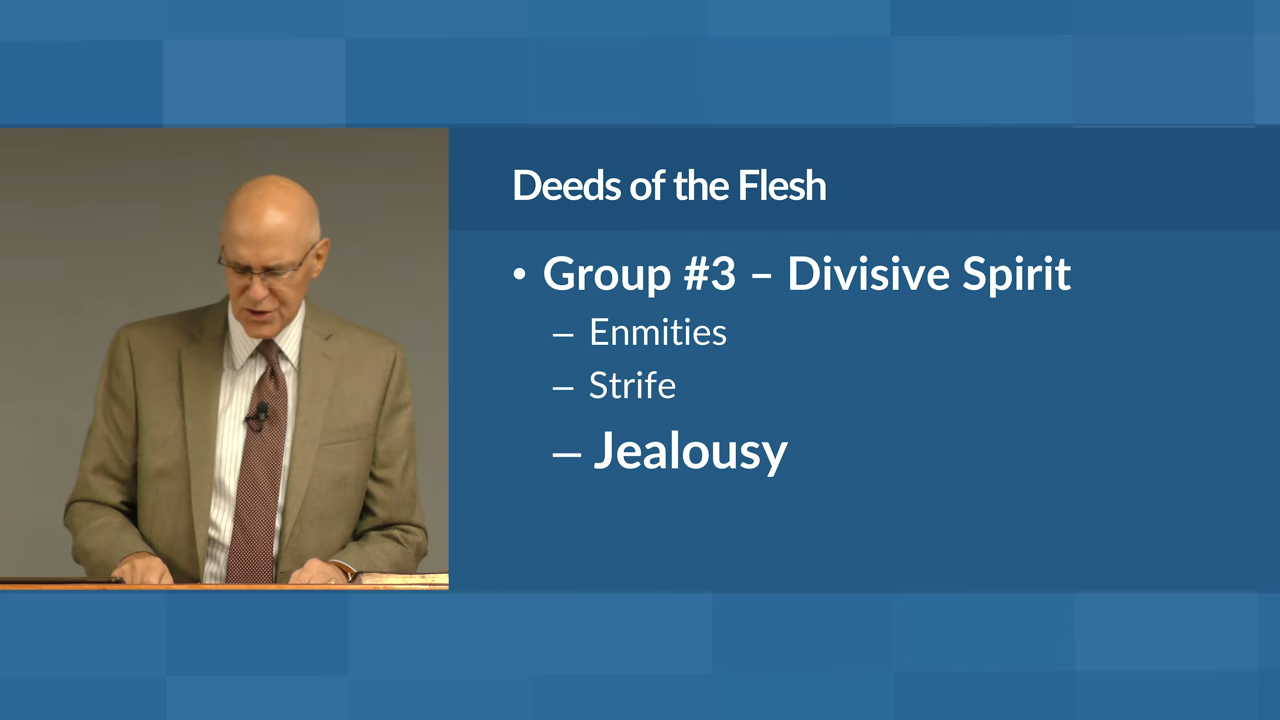 Deeds of the Flesh
• Group #3 – Divisive Spirit
– Enmities
– Strife
– Jealousy